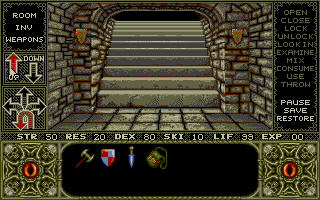 ROOM
INV
WEAPONS
UP
DOWN
OPEN
CLOSE
LOCK
UNLOCK
LOOK IN
EXAMINE
MIX
CONSUME
USE
THROW
PAUSE
SAVE
RESTORE
STR 50 RES 20 DEX 80 SKI 10 LIF 99 EXP 00